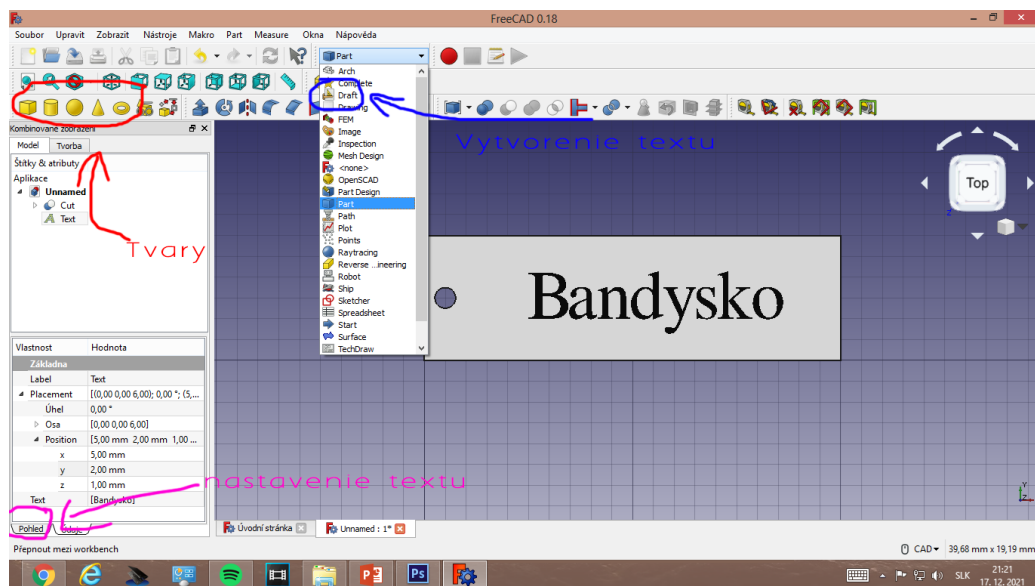 FreeCAD 0.18
Soubor Upravit Zobrazit Nástroje Makro Part Measure Okna Nápověda
Part
Arch
Complete
Draft
Drawing
FEM
Image
Inspection
Mesh Design
<none>
OpenSCAD
Part Design
Part
Path
Plot
Points
Raytracing
Reverse ...ineering
Robot
Ship
Sketcher
Spreadsheet
Start
Surface
TechDraw
Vytvorenie textu
Kombinované zobrazení
Model Tvorba
Štítky & atributy
Aplikace
Unnamed
Cut
Text
Tvary
Top
Bandysko
Vlastnost Hodnota
Základna
Label Text
Placement [(0,00 0,00 6,00); 0,00 °; (5,...
Úhel 0,00 °
Osa [0,00 0,00 6,00]
Position [5,00 mm 2,00 mm 1,00 ...
x 5,00 mm
y 2,00 mm
z 1,00 mm
Text [Bandysko]
nastavenie textu
Pohled Údaje
Úvodní stránka Unnamed : 1*
Přepnout mezi workbench
CAD 39,68 mm x 19,19 mm
SLK 21:21
17. 12. 2021